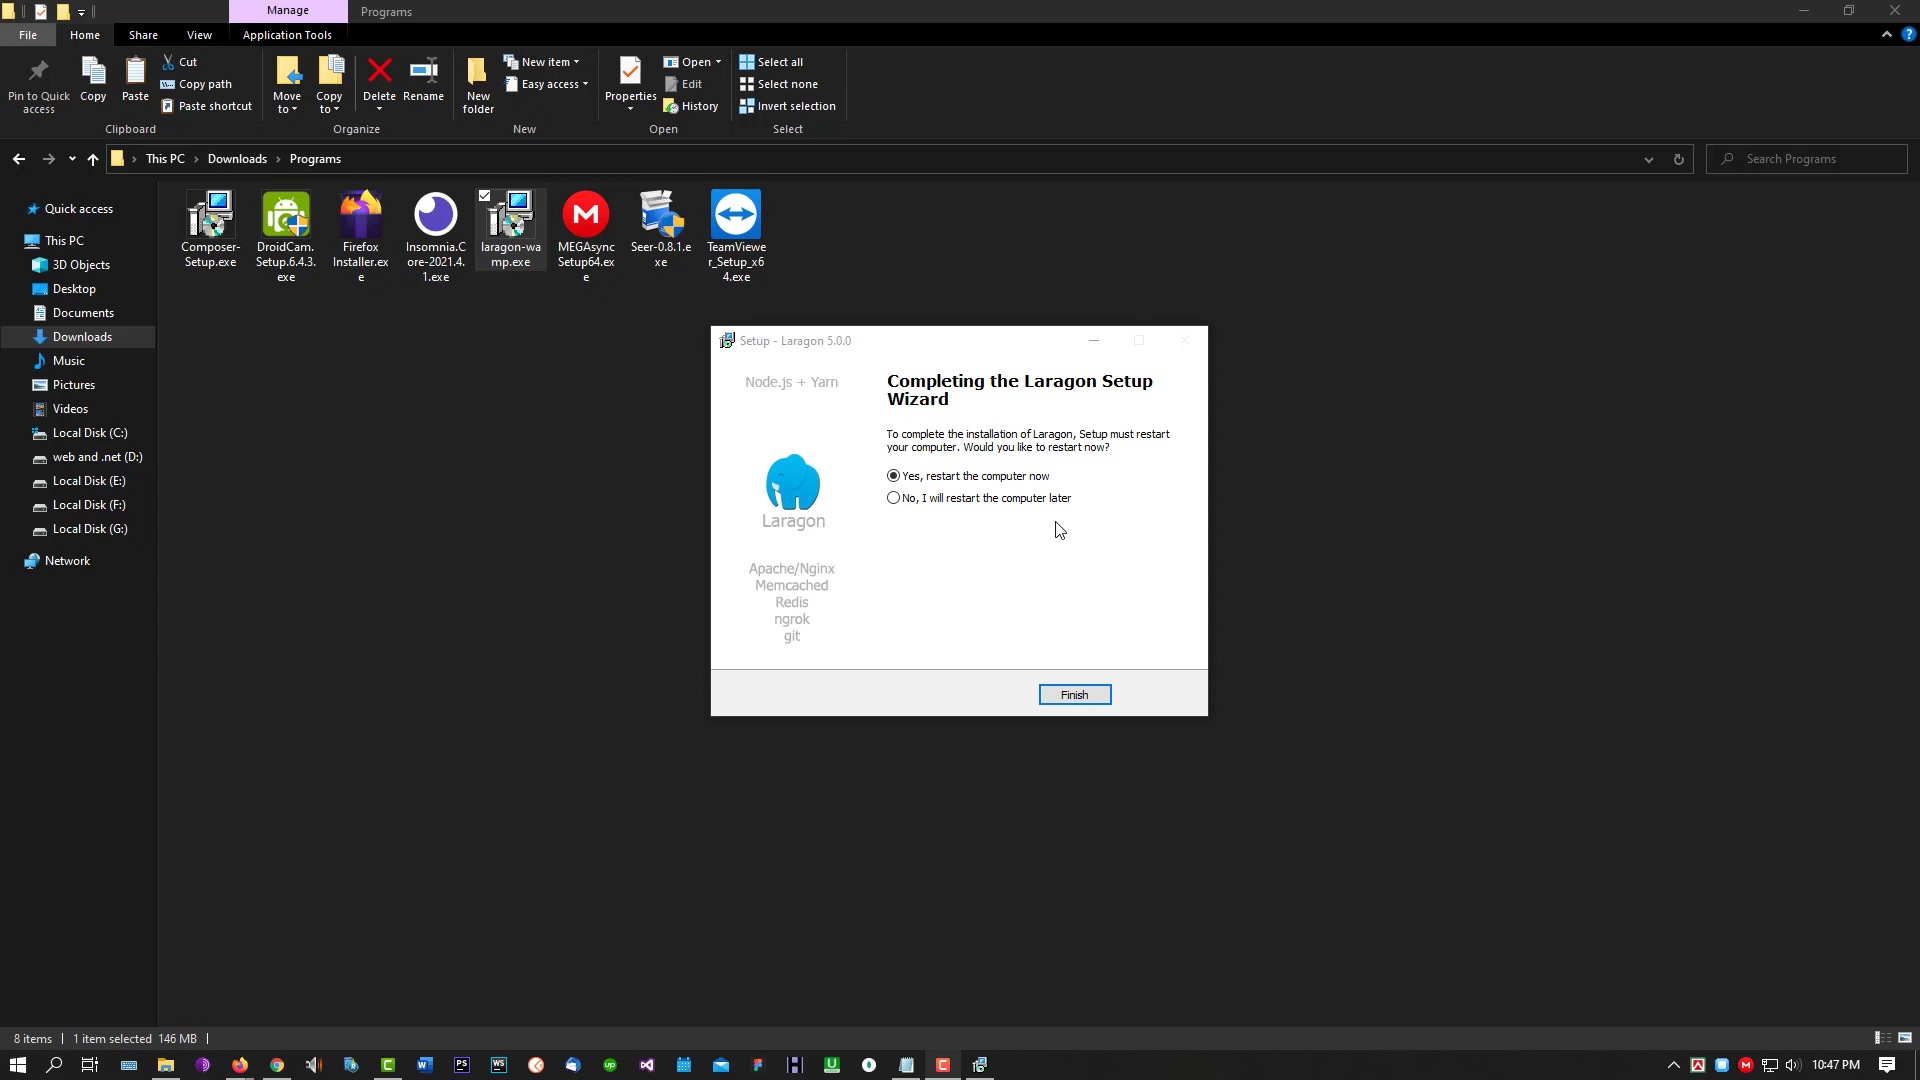 Manage
Programs
File
Home
Share
View
Application Tools
Pin to Quick
access
Copy
Paste
Cut
Copy path
Paste shortcut
Move
to
Copy
to
Delete
Rename
New
folder
New item
Easy access
Properties
Open
Edit
History
Select all
Select none
Invert selection
Clipboard
Organize
New
Open
Select
This PC
Downloads
Programs
Search Programs
Quick access
This PC
3D Objects
Desktop
Documents
Downloads
Music
Pictures
Videos
Local Disk (C:)
web and .net (D:)
Local Disk (E:)
Local Disk (F:)
Local Disk (G:)
Network
Composer-
Setup.exe
DroidCam.
Setup.6.4.3.
exe
Firefox
Installer.ex
e
Insomnia.C
ore-2021.4.
1.exe
laragon-wa
mp.exe
MEGAsync
Setup64.ex
e
Seer-0.8.1.e
xe
TeamViewe
r_Setup_x6
4.exe
Setup - Laragon 5.0.0
Node.js + Yarn
Laragon
Apache/Nginx
Memcached
Redis
ngrok
git
Completing the Laragon Setup
Wizard
To complete the installation of Laragon, Setup must restart
your computer. Would you like to restart now?
Yes, restart the computer now
No, I will restart the computer later
Finish
8 items
1 item selected 146 MB
10:47 PM